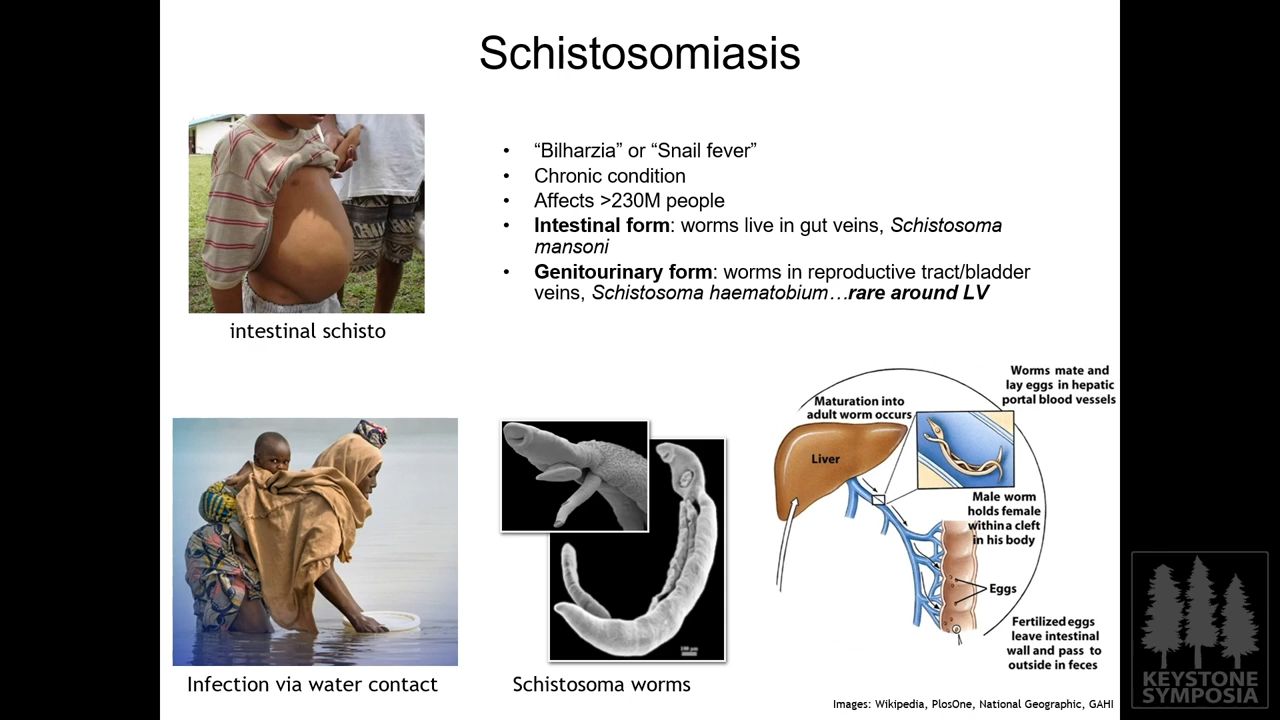 Schistosomiasis
• “Bilharzia” or “Snail fever”
• Chronic condition
• Affects >230M people
• Intestinal form: worms live in gut veins, Schistosoma
mansoni
• Genitourinary form: worms in reproductive tract/bladder
veins, Schistosoma haematobium…rare around LV
intestinal schisto
Infection via water contact
Schistosoma worms
Worms mate and
lay eggs in hepatic
portal blood vessels
Maturation into
adult worm occurs
Liver
Male worm
holds female
within a cleft
in his body
Eggs
Fertilized eggs
leave intestinal
wall and pass to
outside in feces
Images: Wikipedia, PlosOne, National Geographic, GAHI
KEYSTONE
SYMPOSIA